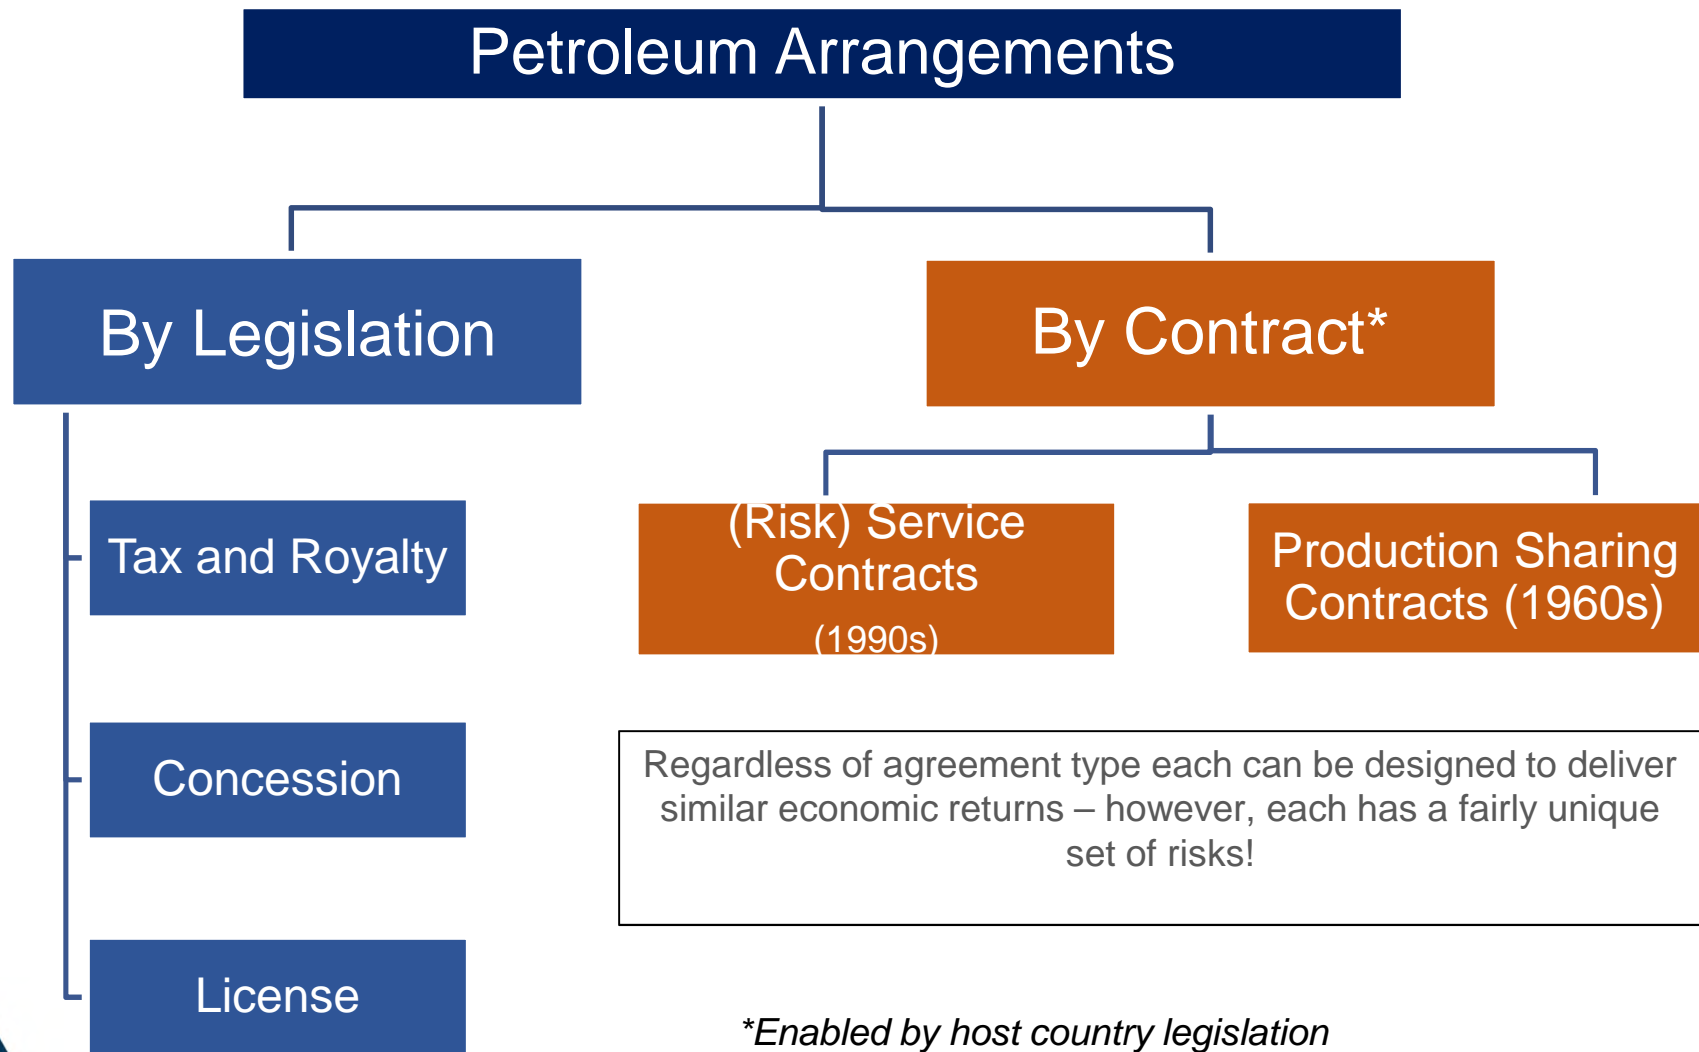 Petroleum Arrangements
By Legislation
By Contract*
Tax and Royalty
Concession
License
(Risk) Service
Contracts
(1990s)
Production Sharing
Contracts (1960s)
Regardless of agreement type each can be designed to deliver
similar economic returns – however, each has a fairly unique
set of risks!
*Enabled by host country legislation